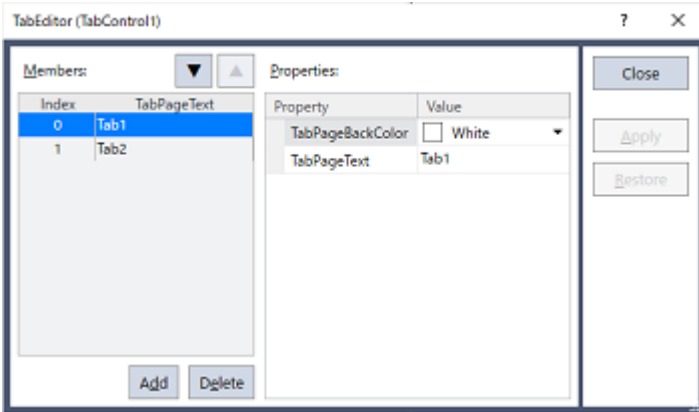 TabEditor (TabControl1) ? ✕
Members: ▼ ▲ Properties: Close
Index TabPageText Property Value
0 Tab1 TabPageBackColor White
1 Tab2 TabPageText Tab1
Apply
Restore
Add Delete